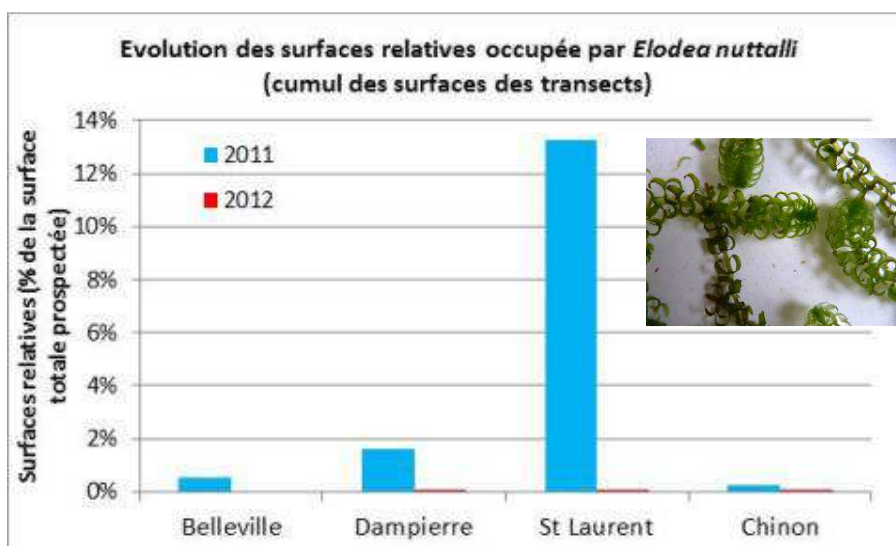 Evolution des surfaces relatives occupée par Elodea nuttalli
(cumul des surfaces des transects)
Surfaces relatives (% de la surface
totale prospectée)
14%
12%
10%
8%
6%
4%
2%
0%
2011
2012
Belleville Dampierre St Laurent Chinon